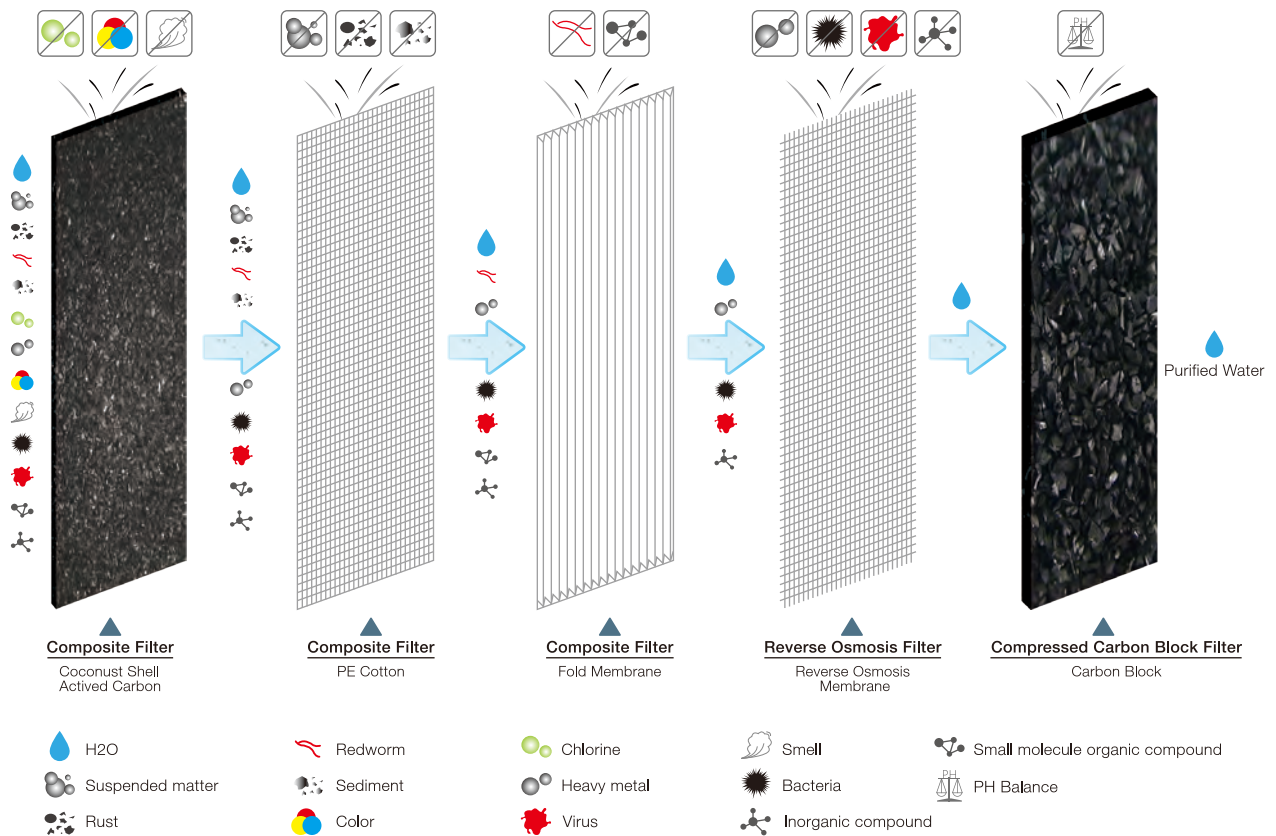 PH
Purified Water
Composite Filter
Coconust Shell
Actived Carbon
Composite Filter
PE Cotton
Composite Filter
Fold Membrane
Reverse Osmosis Filter
Reverse Osmosis
Membrane
Compressed Carbon Block Filter
Carbon Block
H2O
Redworm
Chlorine
Smell
Small molecule organic compound
Suspended matter
Sediment
Heavy metal
Bacteria
PH
PH Balance
Rust
Color
Virus
Inorganic compound